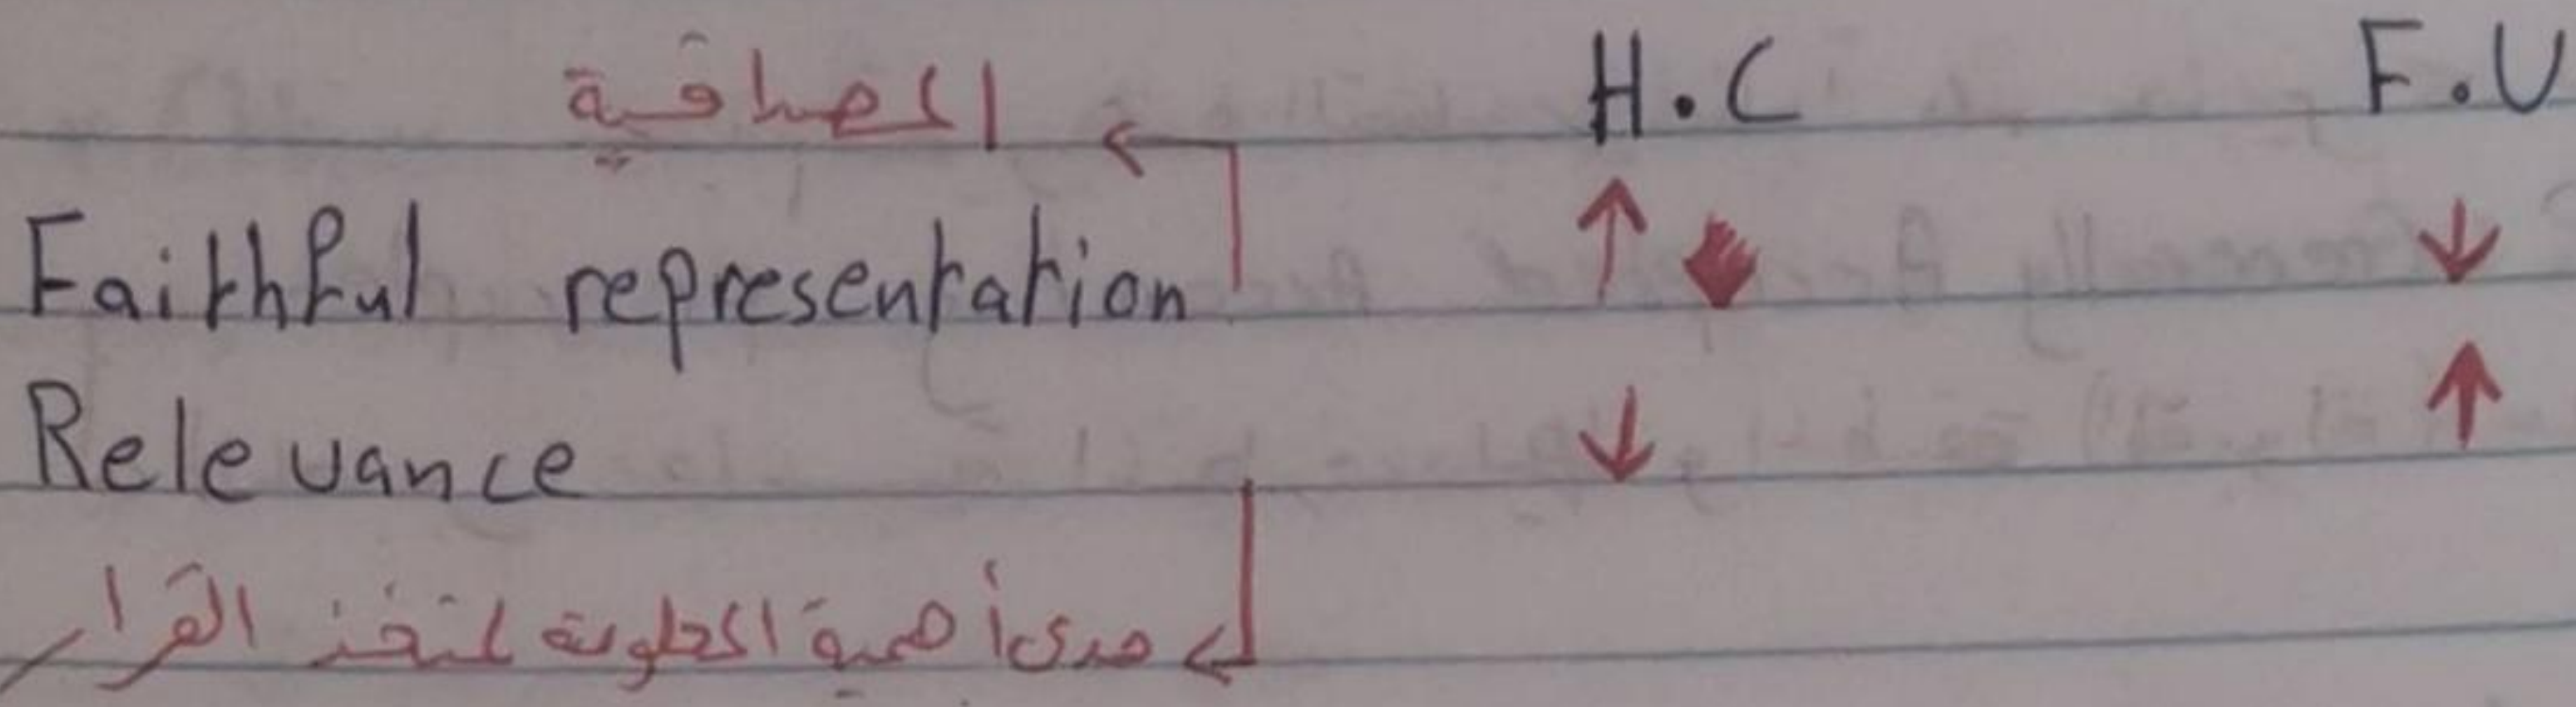 المصداقية H.C F.V
Faithful representation ↑ ↓
Relevance ↓ ↑
مدى أهمية المعلومة لمتخذ القرار